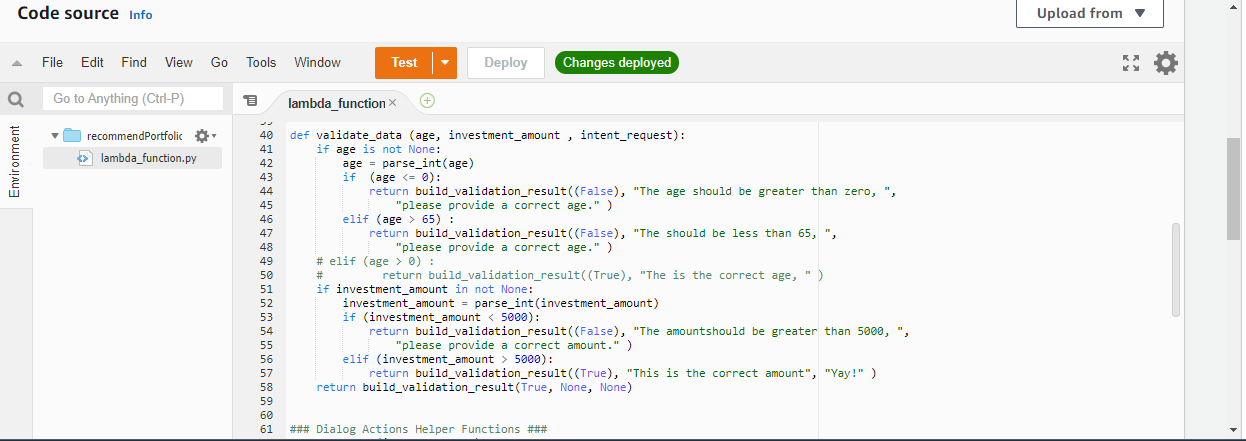 Code source Info
Upload from
File Edit Find View Go Tools Window
Test
Deploy
Changes deployed
Go to Anything (Ctrl-P)
lambda_function
Environment
recommendPortfolic
lambda_function.py
39
40 def validate_data (age, investment_amount , intent_request):
41 if age is not None:
42 age = parse_int(age)
43 if (age <= 0):
44 return build_validation_result((False), "The age should be greater than zero, ",
45 "please provide a correct age." )
46 elif (age > 65) :
47 return build_validation_result((False), "The should be less than 65, ",
48 "please provide a correct age." )
49 # elif (age > 0) :
50 # return build_validation_result((True), "The is the correct age, " )
51 if investment_amount in not None:
52 investment_amount = parse_int(investment_amount)
53 if (investment_amount < 5000):
54 return build_validation_result((False), "The amountshould be greater than 5000, ",
55 "please provide a correct amount." )
56 elif (investment_amount > 5000):
57 return build_validation_result((True), "This is the correct amount", "Yay!" )
58 return build_validation_result(True, None, None)
59
60
61 ### Dialog Actions Helper Functions ###